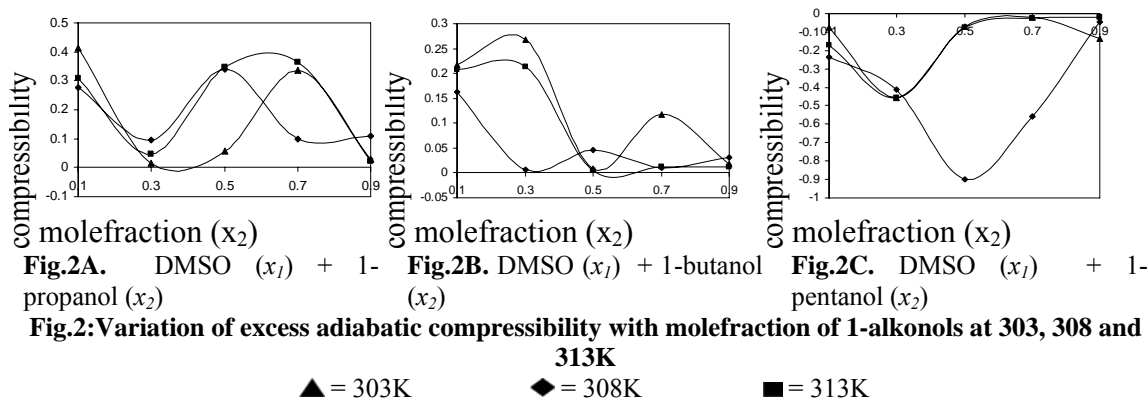 0.5
0.4
0.3
0.2
0.1
0
-0.1
0.1 0.3 0.5 0.7 0.9
compressibility
molefraction (x2)
Fig.2A. DMSO (x1) + 1-
propanol (x2)
0.3
0.25
0.2
0.15
0.1
0.05
0
0.05
0.1 0.3 0.5 0.7 0.9
compressibility
molefraction (x2)
Fig.2B. DMSO (x1) + 1-butanol
(x2)
0
-0.1
-0.2
-0.3
-0.4
-0.5
-0.6
-0.7
-0.8
-0.9
-1
0.1 0.3 0.5 0.7 0.9
compressibility
molefraction (x2)
Fig.2C. DMSO (x1) + 1-
pentanol (x2)
Fig.2:Variation of excess adiabatic compressibility with molefraction of 1-alkonols at 303, 308 and
313K
▲ = 303K ◆ = 308K ■ = 313K